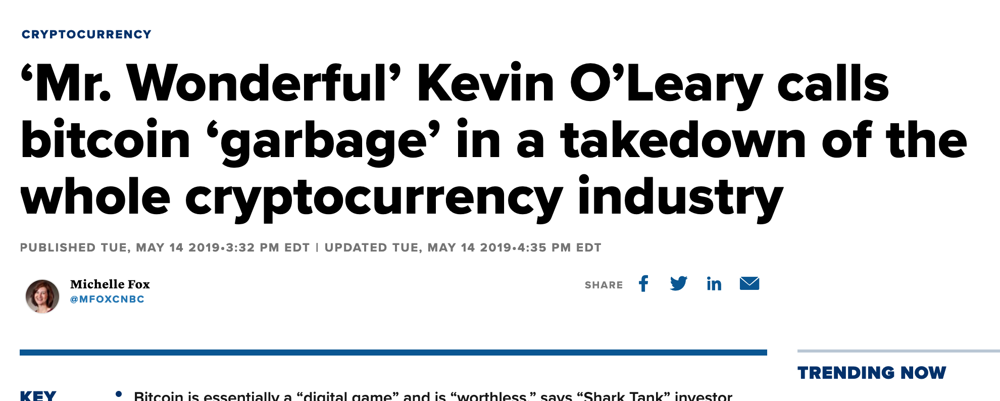 CRYPTOCURRENCY
‘Mr. Wonderful’ Kevin O’Leary calls
bitcoin ‘garbage’ in a takedown of the
whole cryptocurrency industry
PUBLISHED TUE, MAY 14 2019•3:32 PM EDT | UPDATED TUE, MAY 14 2019•4:35 PM EDT
Michelle Fox
@MFOXCNBC
SHARE
TRENDING NOW
KEY
• Bitcoin is essentially a “digital game” and is “worthless,” says “Shark Tank” investor